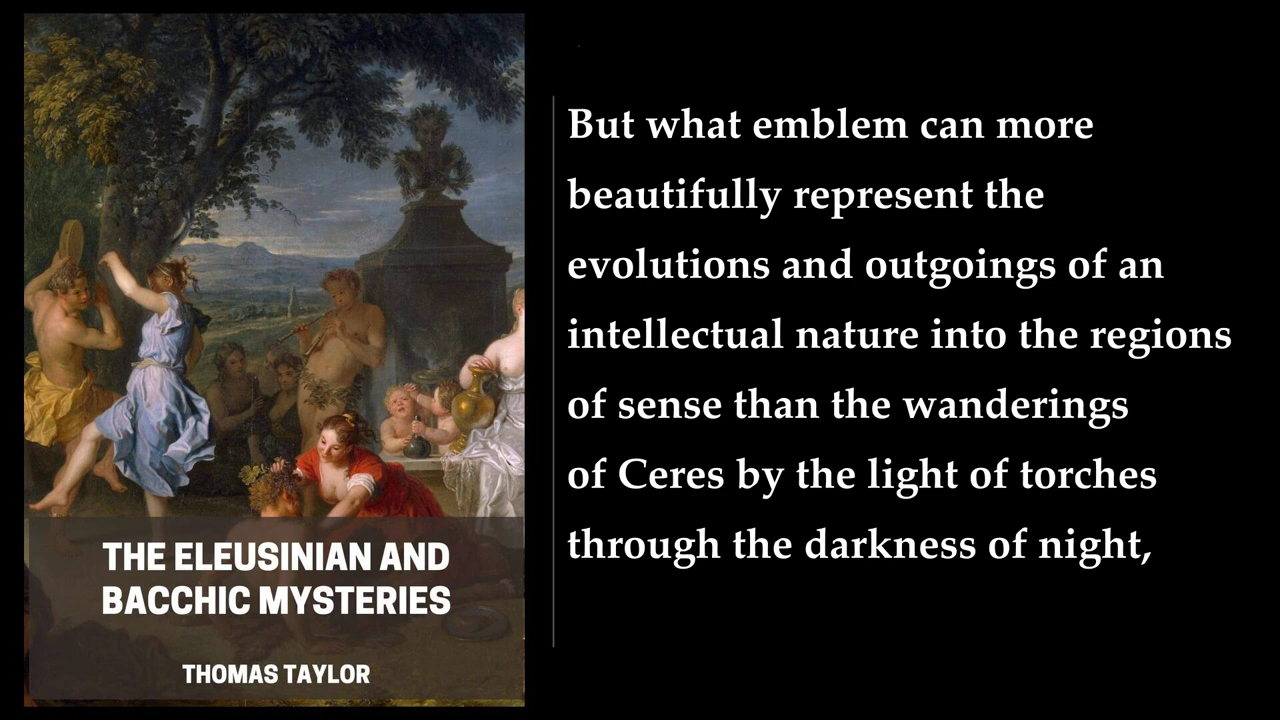 THE ELEUSINIAN AND
BACCHIC MYSTERIES
THOMAS TAYLOR
But what emblem can more
beautifully represent the
evolutions and outgoings of an
intellectual nature into the regions
of sense than the wanderings
of Ceres by the light of torches
through the darkness of night,